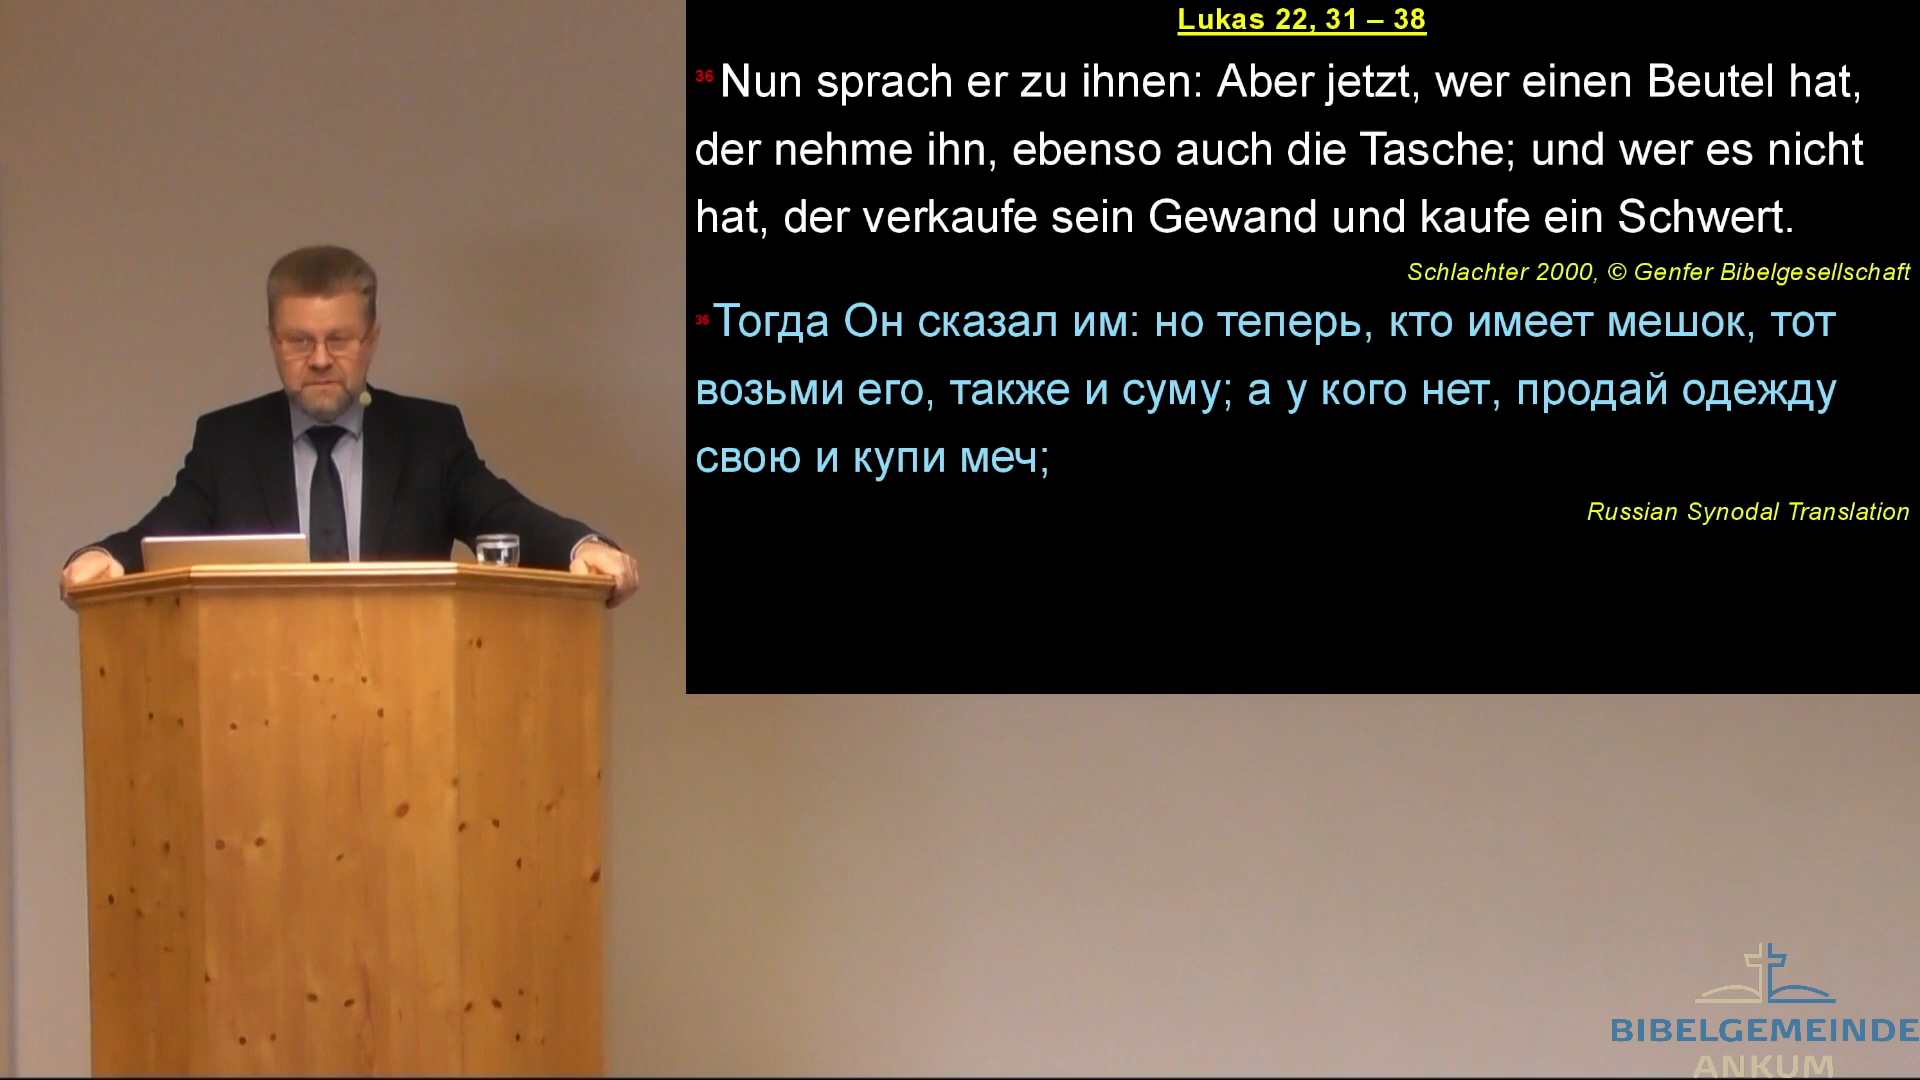 Lukas 22, 31 – 38
36 Nun sprach er zu ihnen: Aber jetzt, wer einen Beutel hat,
der nehme ihn, ebenso auch die Tasche; und wer es nicht
hat, der verkaufe sein Gewand und kaufe ein Schwert.
Schlachter 2000, © Genfer Bibelgesellschaft
36 Тогда Он сказал им: но теперь, кто имеет мешок, тот
возьми его, также и суму; а у кого нет, продай одежду
свою и купи меч;
Russian Synodal Translation
BIBELGEMEINDE
ANKUM